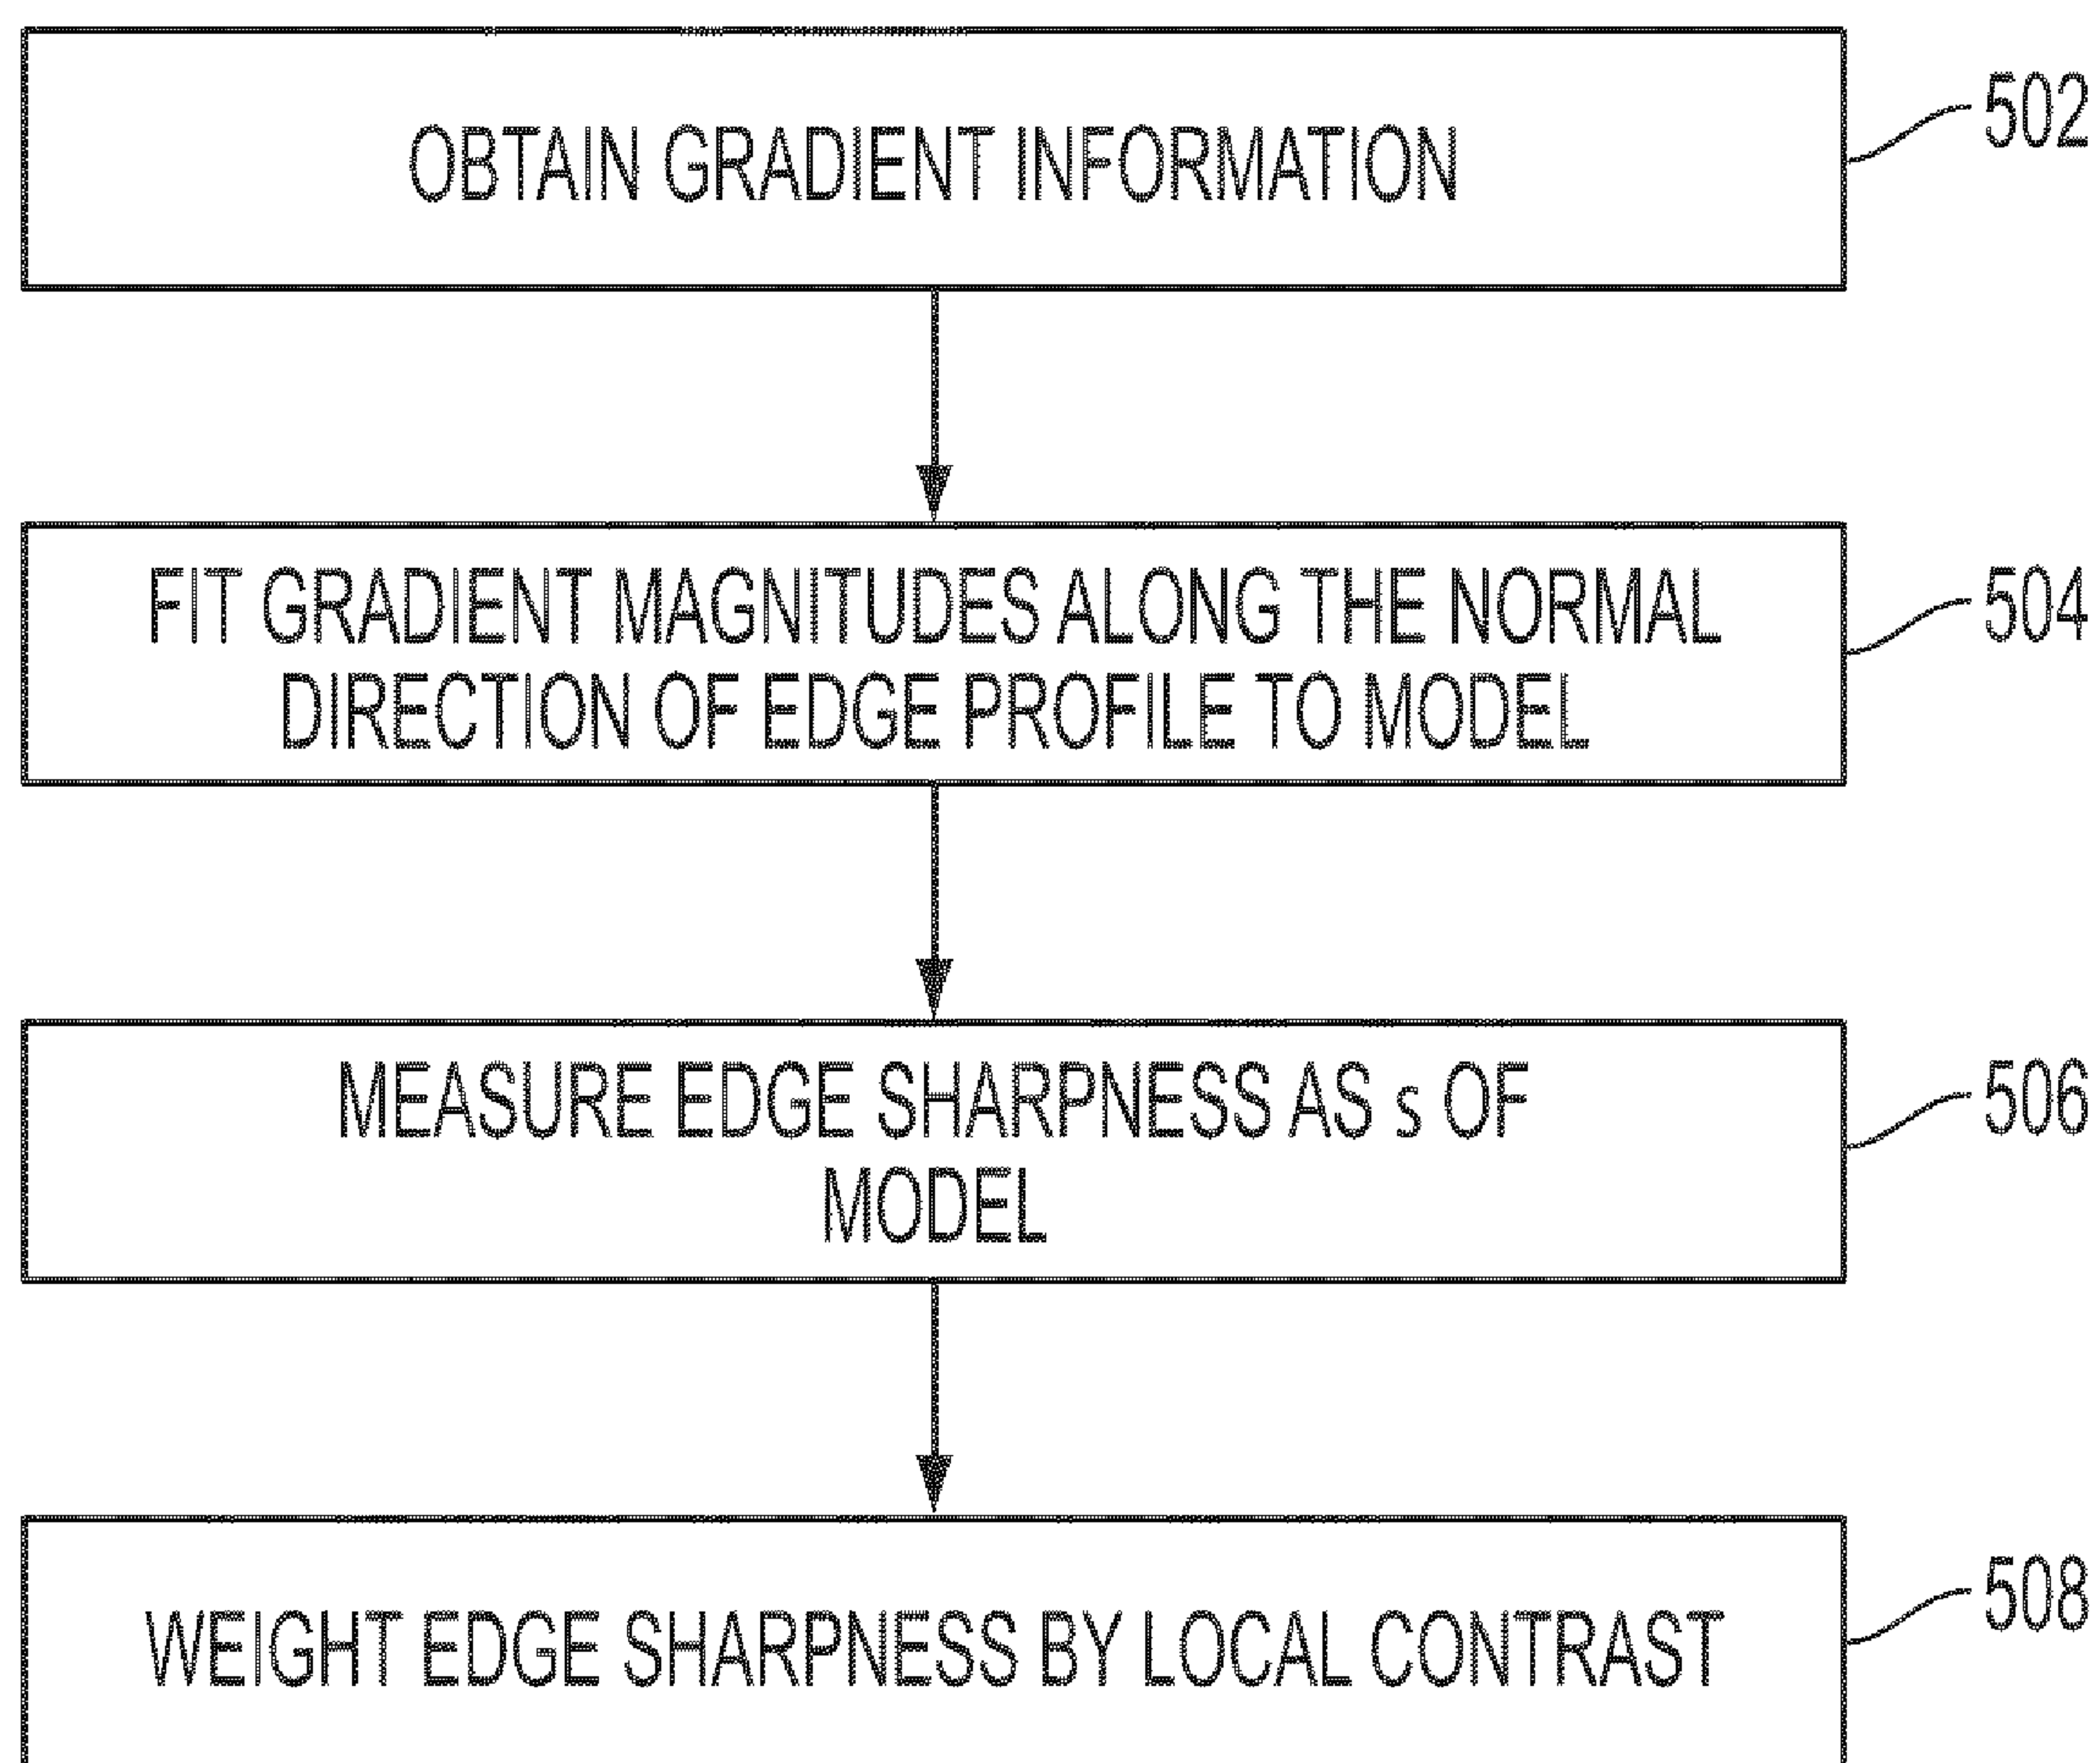 OBTAIN GRADIENT INFORMATION
502
FIT GRADIENT MAGNITUDES ALONG THE NORMAL
DIRECTION OF EDGE PROFILE TO MODEL
504
MEASURE EDGE SHARPNESS AS s OF
MODEL
506
WEIGHT EDGE SHARPNESS BY LOCAL CONTRAST
508